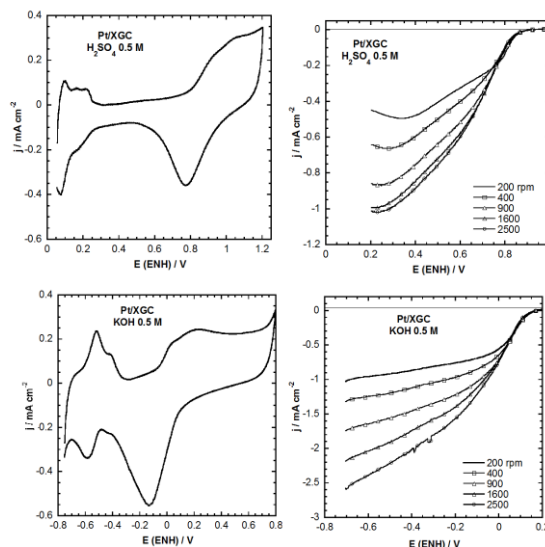 Pt/XGC
H₂SO₄ 0.5 M
j / mA cm⁻²
0.4
0.2
0
-0.2
-0.4
-0.6
0 0.2 0.4 0.6 0.8 1 1.2
E (ENH) / V
Pt/XGC
H₂SO₄ 0.5 M
j / mA cm⁻²
0
-0.2
-0.4
-0.6
-0.8
-1
-1.2
200 rpm
400
900
1600
2500
0 0.2 0.4 0.6 0.8
E (ENH) / V
Pt/XGC
KOH 0.5 M
j / mA cm⁻²
0.4
0.2
0
-0.2
-0.4
-0.6
-0.8 -0.6 -0.4 -0.2 0 0.2 0.4 0.6 0.8
E (ENH) / V
Pt/XGC
KOH 0.5 M
j / mA cm⁻²
0
-0.5
-1
-1.5
-2
-2.5
-3
200 rpm
400
900
1600
2500
-0.8 -0.6 -0.4 -0.2 0 0.2
E (ENH) / V